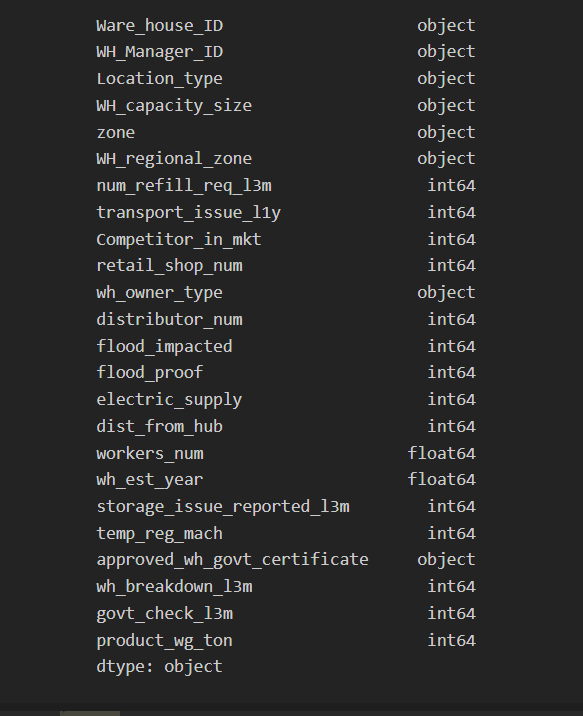 Ware_house_ID object
WH_Manager_ID object
Location_type object
WH_capacity_size object
zone object
WH_regional_zone object
num_refill_req_l3m int64
transport_issue_l1y int64
Competitor_in_mkt int64
retail_shop_num int64
wh_owner_type object
distributor_num int64
flood_impacted int64
flood_proof int64
electric_supply int64
dist_from_hub int64
workers_num float64
wh_est_year float64
storage_issue_reported_l3m int64
temp_reg_mach int64
approved_wh_govt_certificate object
wh_breakdown_l3m int64
govt_check_l3m int64
product_wg_ton int64
dtype: object